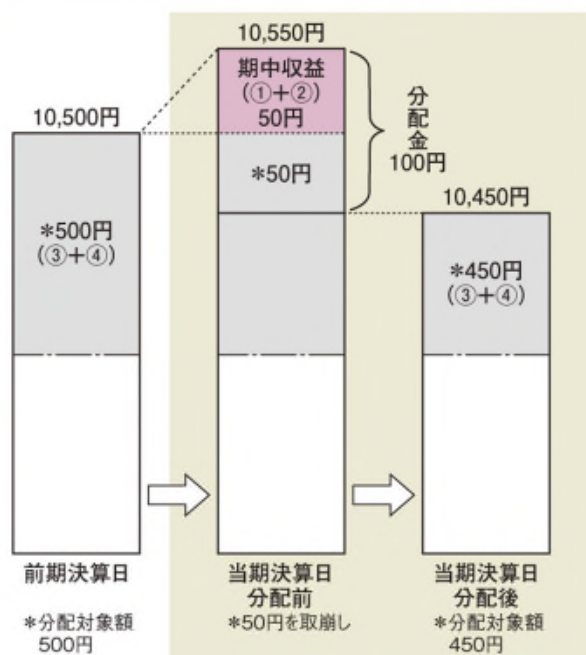 10,550円
期中収益
(①+②)
50円
分配金
100円
10,500円
*50円
10,450円
*500円
(③+④)
*450円
(③+④)
前期決算日
*分配対象額
500円
当期決算日
分配前
*50円を取崩し
当期決算日
分配後
*分配対象額
450円